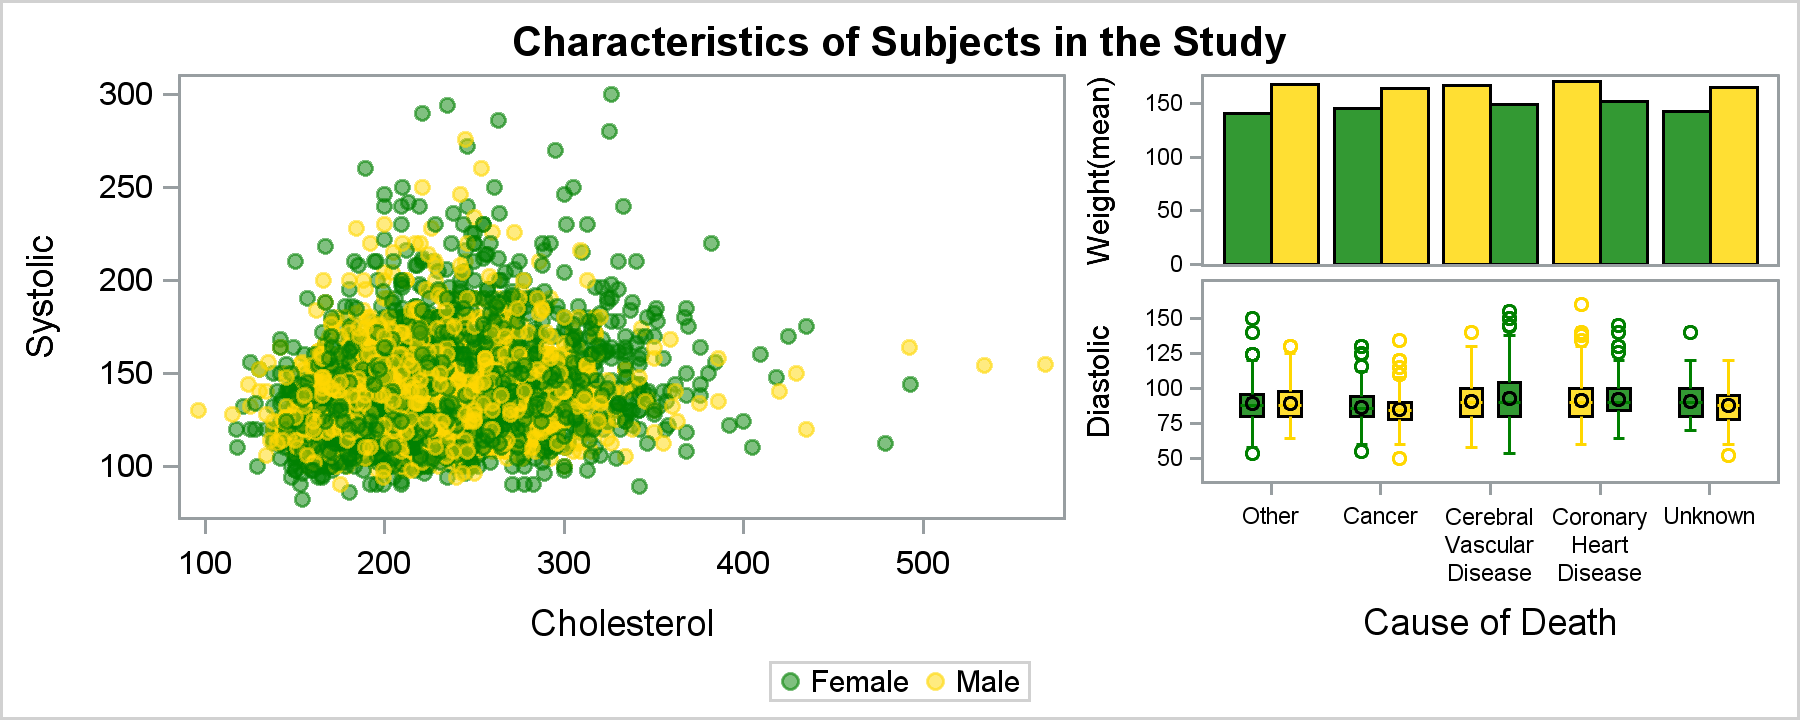 Characteristics of Subjects in the Study
Systolic
300
250
200
150
100
100 200 300 400 500
Cholesterol
Weight(mean)
150
100
50
0
Diastolic
150
125
100
75
50
Other Cancer Cerebral Coronary Unknown
Vascular Heart
Disease Disease
Cause of Death
Female Male